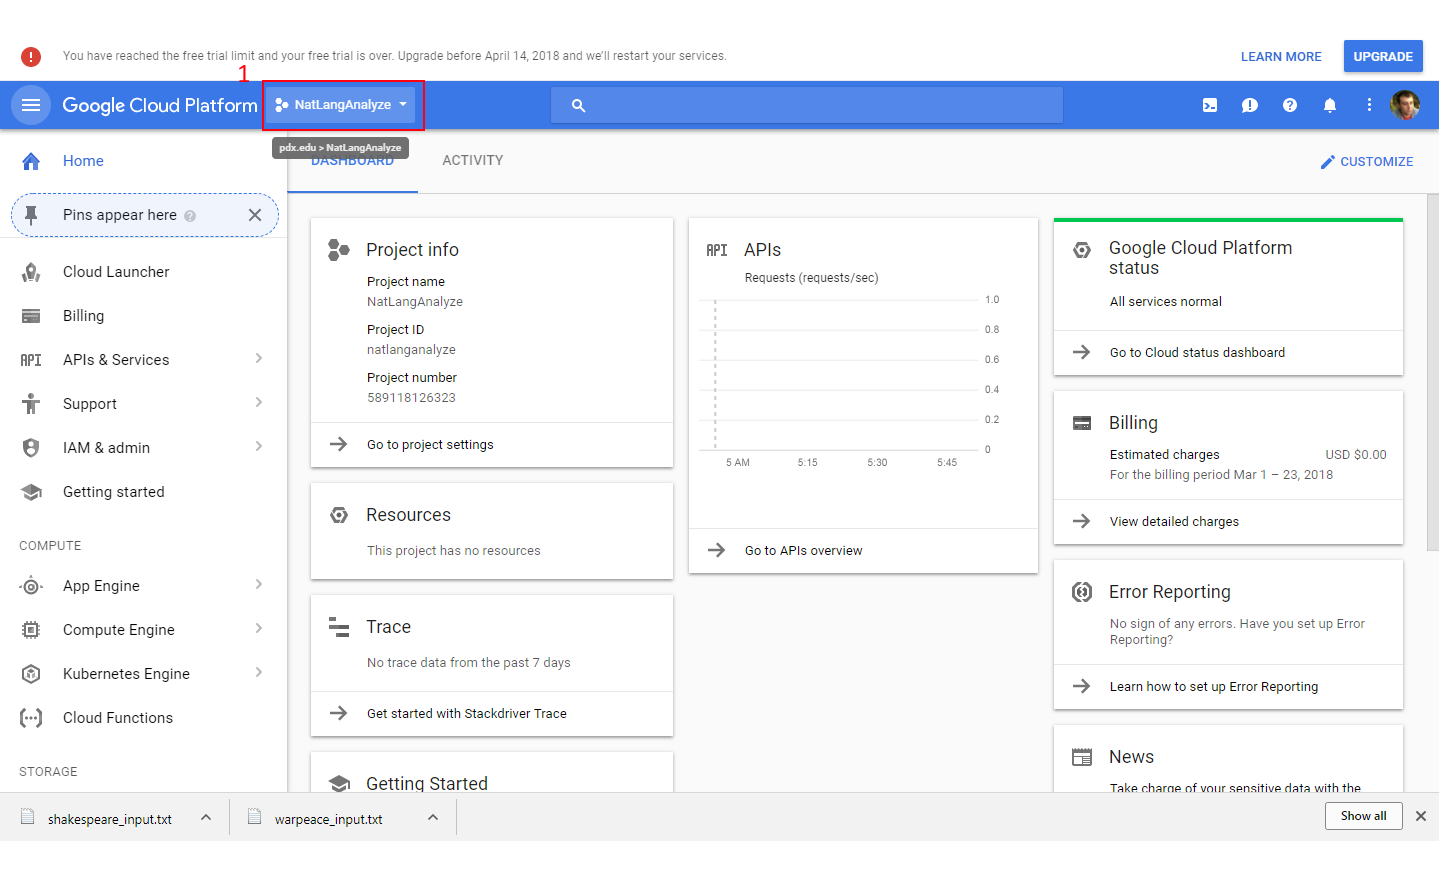 You have reached the free trial limit and your free trial is over. Upgrade before April 14, 2018 and we'll restart your services.
LEARN MORE
UPGRADE
1
Google Cloud Platform
NatLangAnalyze
pdx.edu > NatLangAnalyze
Home
DASHBOARD
ACTIVITY
CUSTOMIZE
Pins appear here
Cloud Launcher
Billing
APIs & Services
Support
IAM & admin
Getting started
COMPUTE
App Engine
Compute Engine
Kubernetes Engine
Cloud Functions
STORAGE
Project info
Project name
NatLangAnalyze
Project ID
natlanganalyze
Project number
589118126323
Go to project settings
Resources
This project has no resources
Trace
No trace data from the past 7 days
Get started with Stackdriver Trace
Getting Started
API
APIs
Requests (requests/sec)
1.0
0.8
0.6
0.4
0.2
0
5 AM
5:15
5:30
5:45
Go to APIs overview
Google Cloud Platform
status
All services normal
Go to Cloud status dashboard
Billing
Estimated charges
USD $0.00
For the billing period Mar 1 – 23, 2018
View detailed charges
Error Reporting
No sign of any errors. Have you set up Error
Reporting?
Learn how to set up Error Reporting
News
Take charge of your sensitive data with the
shakespeare_input.txt
warpeace_input.txt
Show all